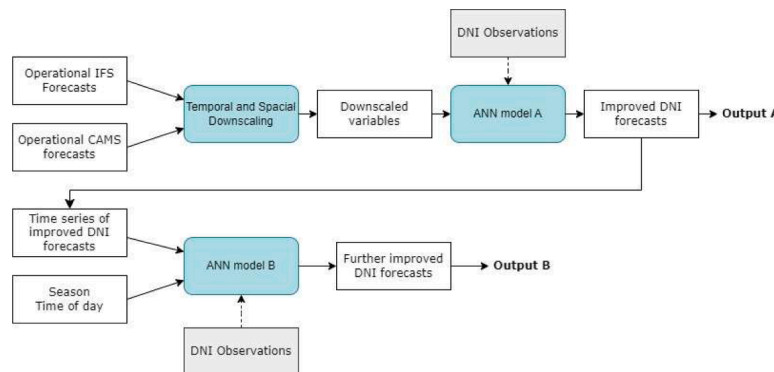 DNI Observations
Operational IFS
Forecasts
Operational CAMS
forecasts
Temporal and Spacial
Downscaling
Downscaled
variables
ANN model A
Improved DNI
forecasts
Output A
Time series of
improved DNI
forecasts
Season
Time of day
ANN model B
Further improved
DNI forecasts
Output B
DNI Observations